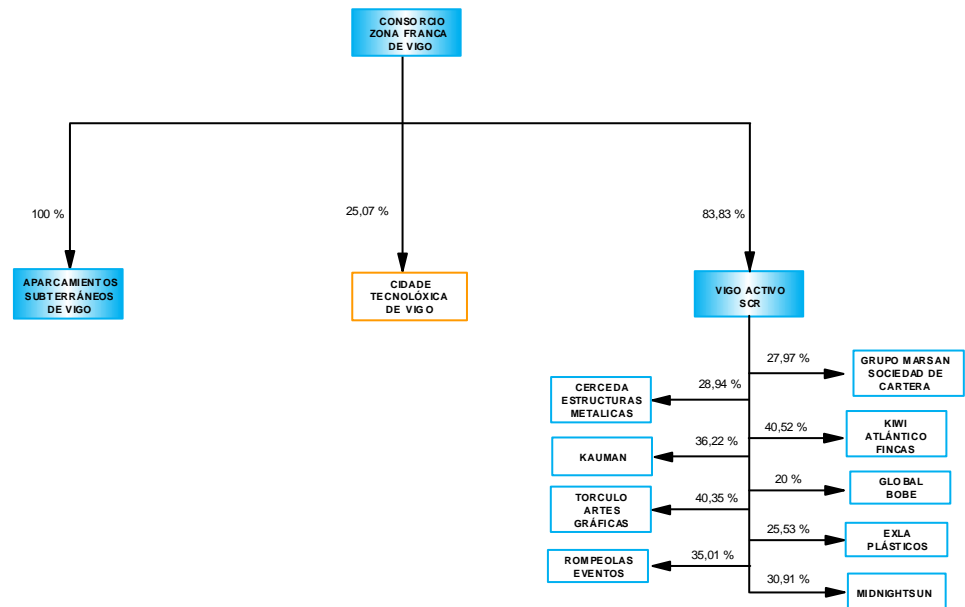 CONSORCIO
ZONA FRANCA
DE VIGO
100 %
25,07 %
83,83 %
APARCAMIENTOS
SUBTERRÁNEOS
DE VIGO
CIDADE
TECNOLÓXICA
DE VIGO
VIGO ACTIVO
SCR
27,97 %
GRUPO MARSAN
SOCIEDAD DE
CARTERA
CERCEDA
ESTRUCTURAS
METALICAS
28,94 %
40,52 %
KIWI
ATLÁNTICO
FINCAS
KAUMAN
36,22 %
20 %
GLOBAL
BOBE
TORCULO
ARTES
GRÁFICAS
40,35 %
25,53 %
EXLA
PLÁSTICOS
ROMPEOLAS
EVENTOS
35,01 %
30,91 %
MIDNIGHTSUN